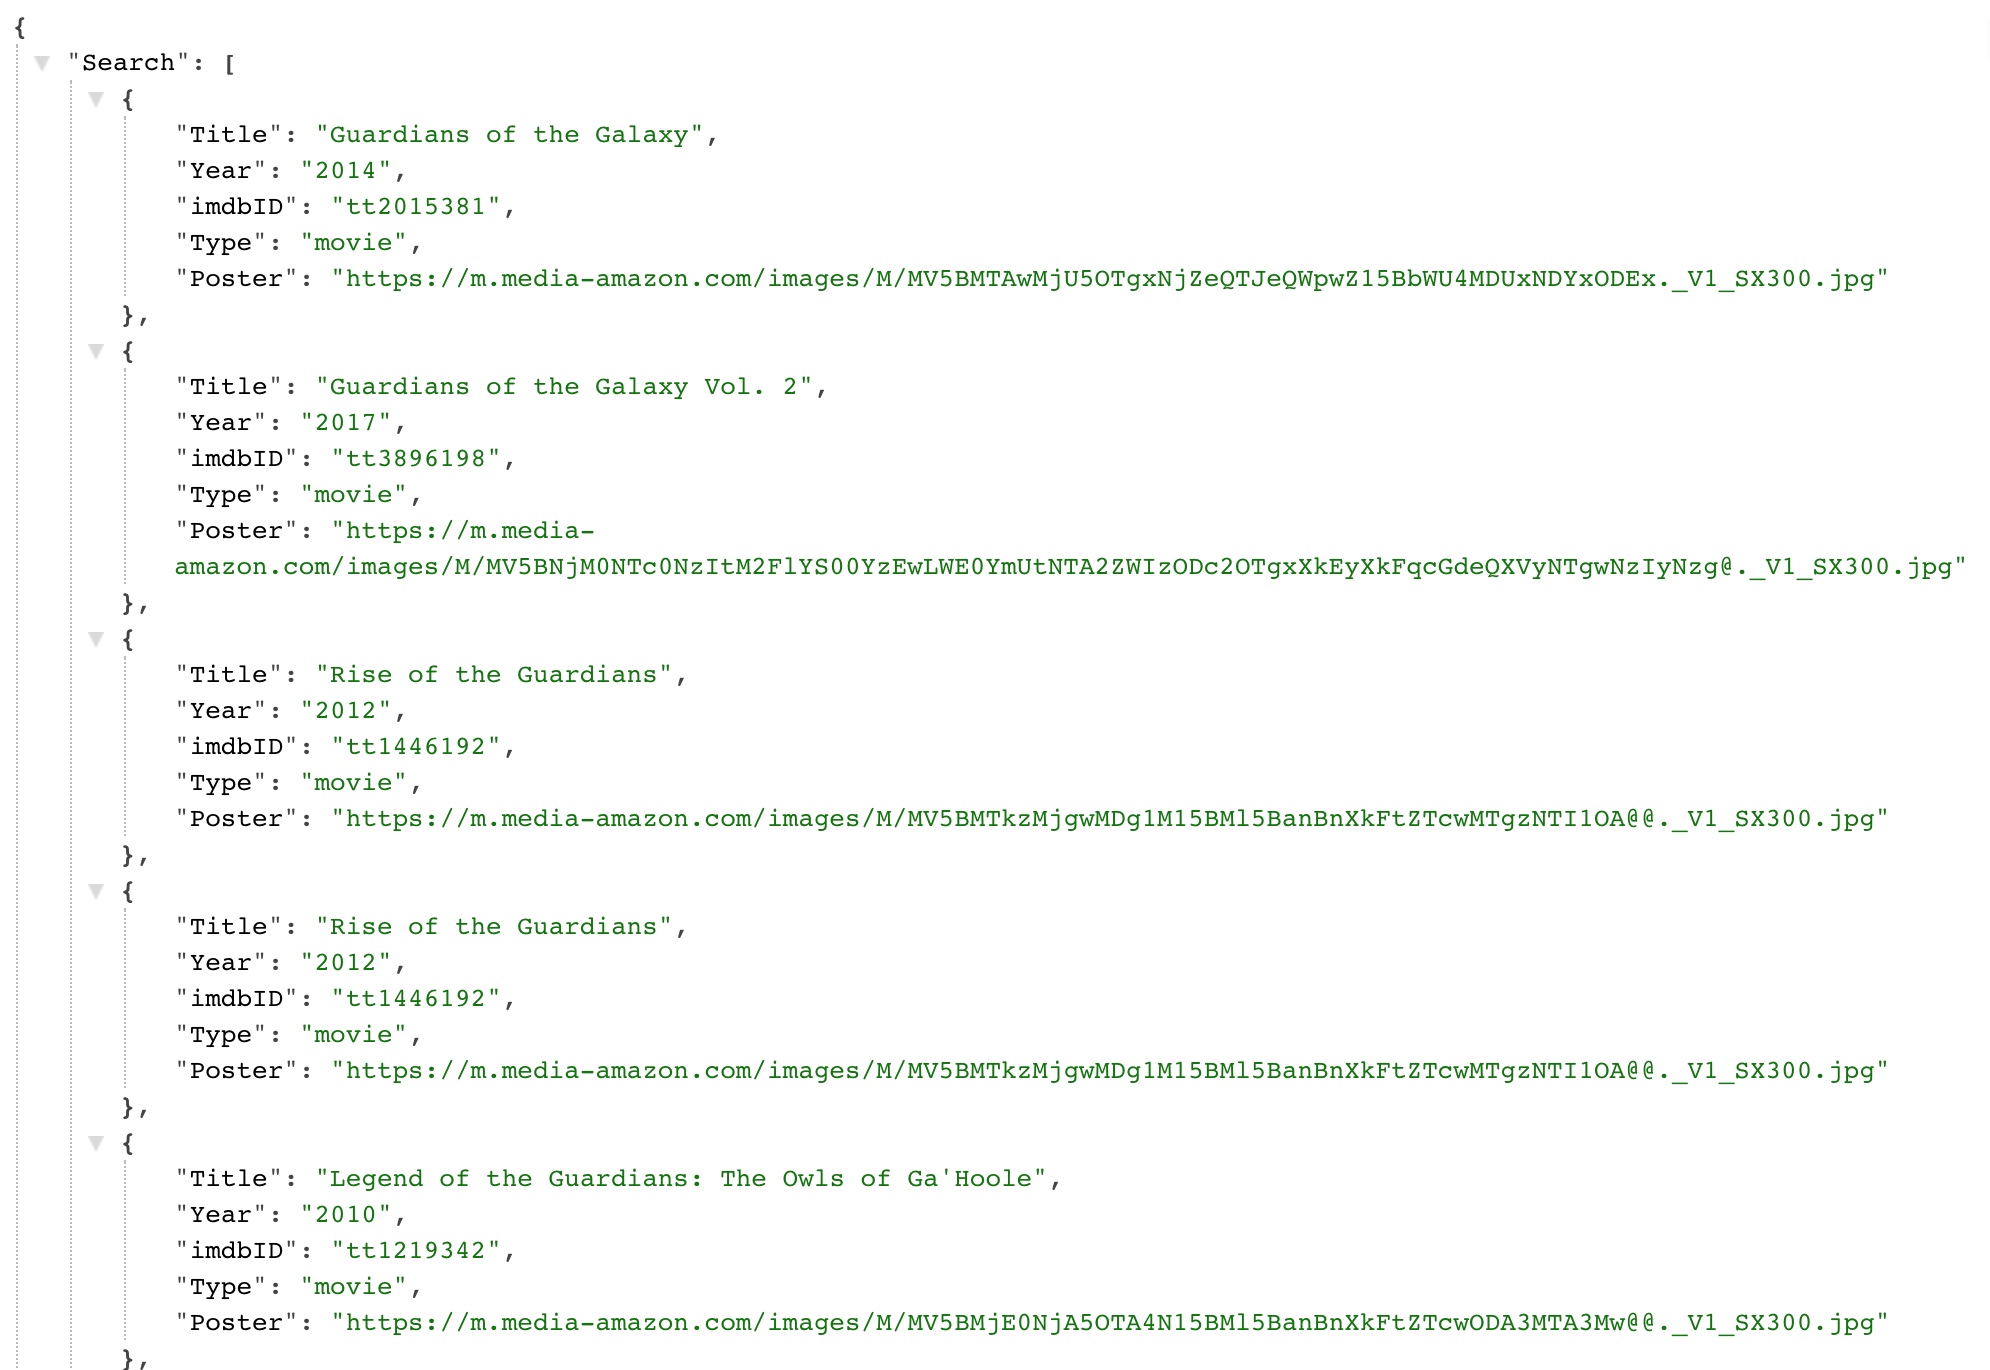 {
"Search": [
{
"Title": "Guardians of the Galaxy",
"Year": "2014",
"imdbID": "tt2015381",
"Type": "movie",
"Poster": "https://m.media-amazon.com/images/M/MV5BMTAwMjU5OTgxNjZeQTJeQWpwZ15BbWU4MDUxNDYxODEx._V1_SX300.jpg"
},
{
"Title": "Guardians of the Galaxy Vol. 2",
"Year": "2017",
"imdbID": "tt3896198",
"Type": "movie",
"Poster": "https://m.media-
amazon.com/images/M/MV5BNjM0NTc0NzItM2FlYS00YzEwLWE0YmUtNTA2ZWIzODc2OTgxXkEyXkFqcGdeQXVyNTgwNzIyNzg@._V1_SX300.jpg"
},
{
"Title": "Rise of the Guardians",
"Year": "2012",
"imdbID": "tt1446192",
"Type": "movie",
"Poster": "https://m.media-amazon.com/images/M/MV5BMTkzMjgwMDg1M15BMl5BanBnXkFtZTcwMTgzNTI1OA@@._V1_SX300.jpg"
},
{
"Title": "Rise of the Guardians",
"Year": "2012",
"imdbID": "tt1446192",
"Type": "movie",
"Poster": "https://m.media-amazon.com/images/M/MV5BMTkzMjgwMDg1M15BMl5BanBnXkFtZTcwMTgzNTI1OA@@._V1_SX300.jpg"
},
{
"Title": "Legend of the Guardians: The Owls of Ga'Hoole",
"Year": "2010",
"imdbID": "tt1219342",
"Type": "movie",
"Poster": "https://m.media-amazon.com/images/M/MV5BMjE0NjA5OTA4N15BMl5BanBnXkFtZTcwODA3MTA3Mw@@._V1_SX300.jpg"
},